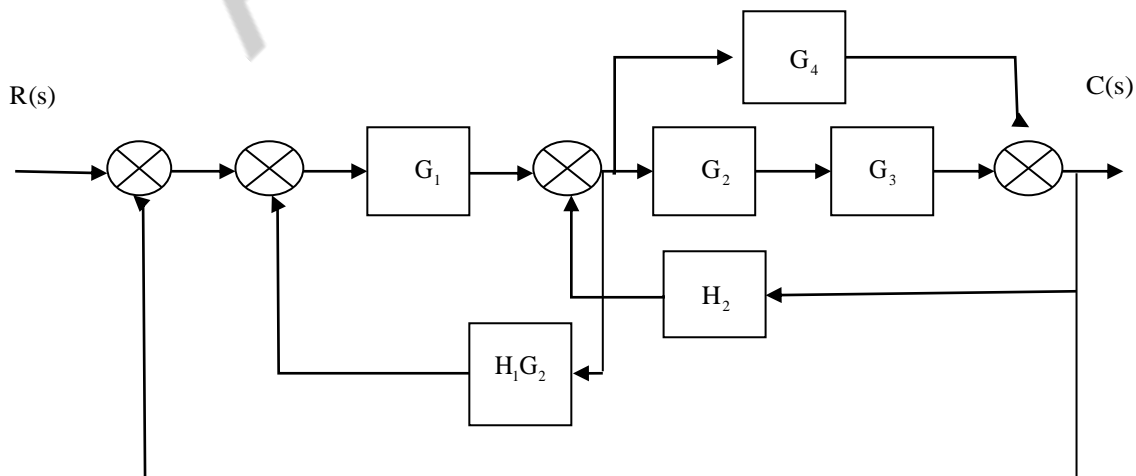 G₄
R(s)
C(s)
G₁
G₂
G₃
H₂
H₁G₂